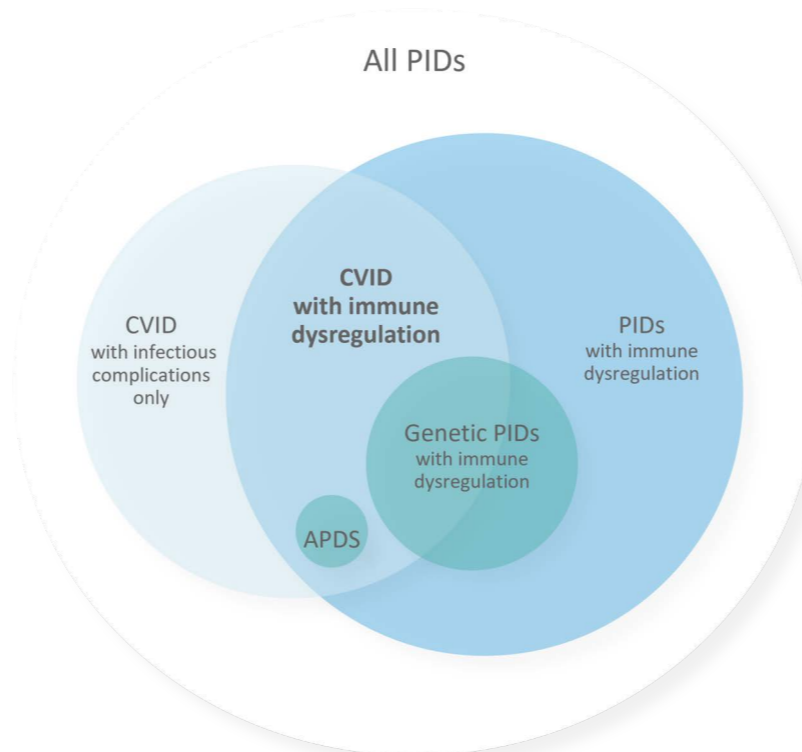 All PIDs
CVID
with immune
dysregulation
CVID
with infectious
complications
only
PIDs
with immune
dysregulation
Genetic PIDs
with immune
dysregulation
APDS